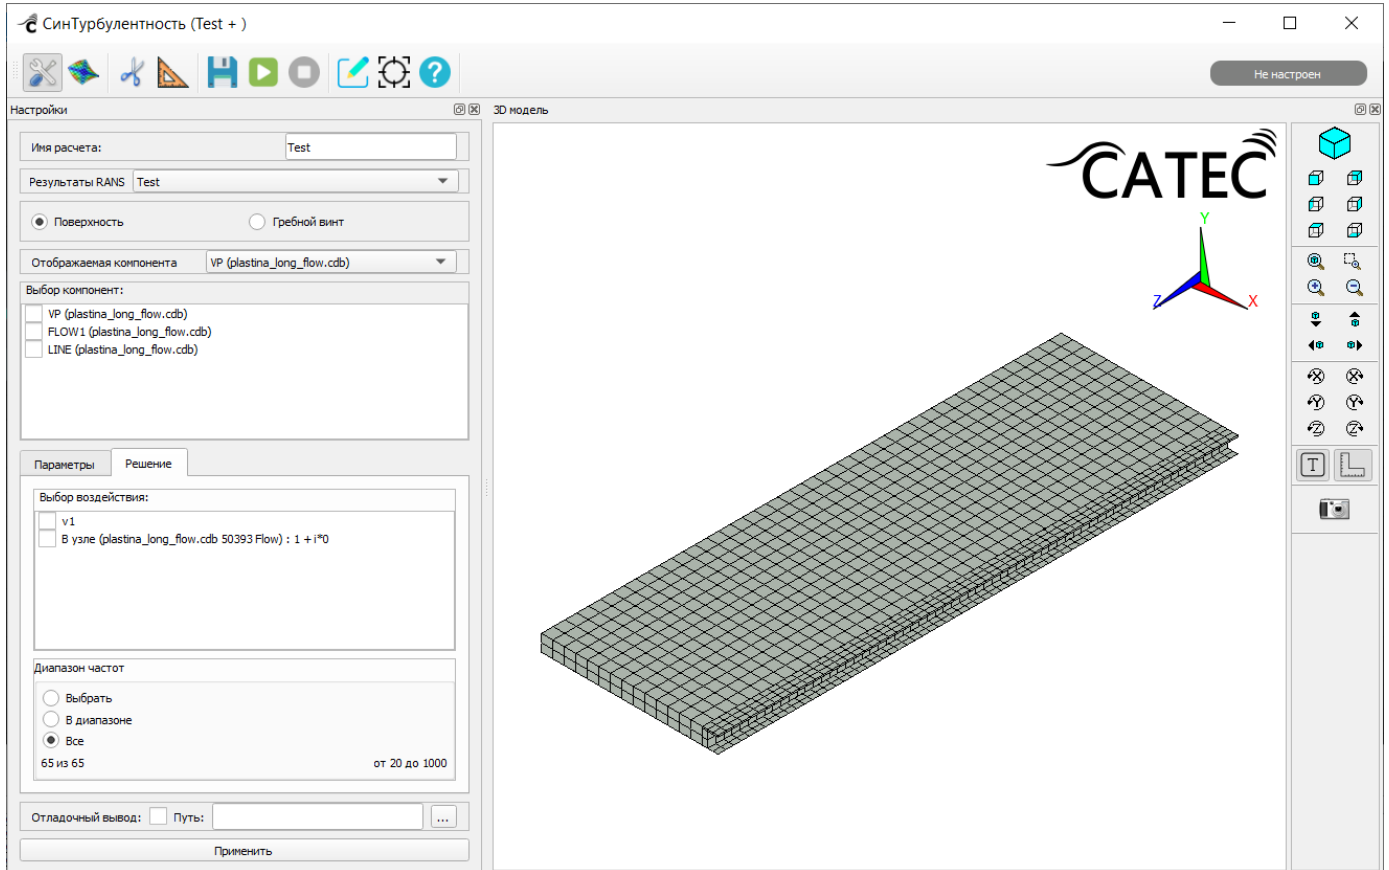 СинТурбулентность (Test + )
Не настроен
Настройки
3D модель
Имя расчета: Test
Результаты RANS Test
Поверхность Гребной винт
Отображаемая компонента VP (plastina_long_flow.cdb)
Выбор компонент:
VP (plastina_long_flow.cdb)
FLOW1 (plastina_long_flow.cdb)
LINE (plastina_long_flow.cdb)
Параметры Решение
Выбор воздействия:
v1
В узле (plastina_long_flow.cdb 50393 Flow) : 1 + i*0
Диапазон частот
Выбрать
В диапазоне
Все
65 из 65 от 20 до 1000
Отладочный вывод: Путь: ...
Применить
CATEC
Y
Z X
X X
Y Y
Z Z
T